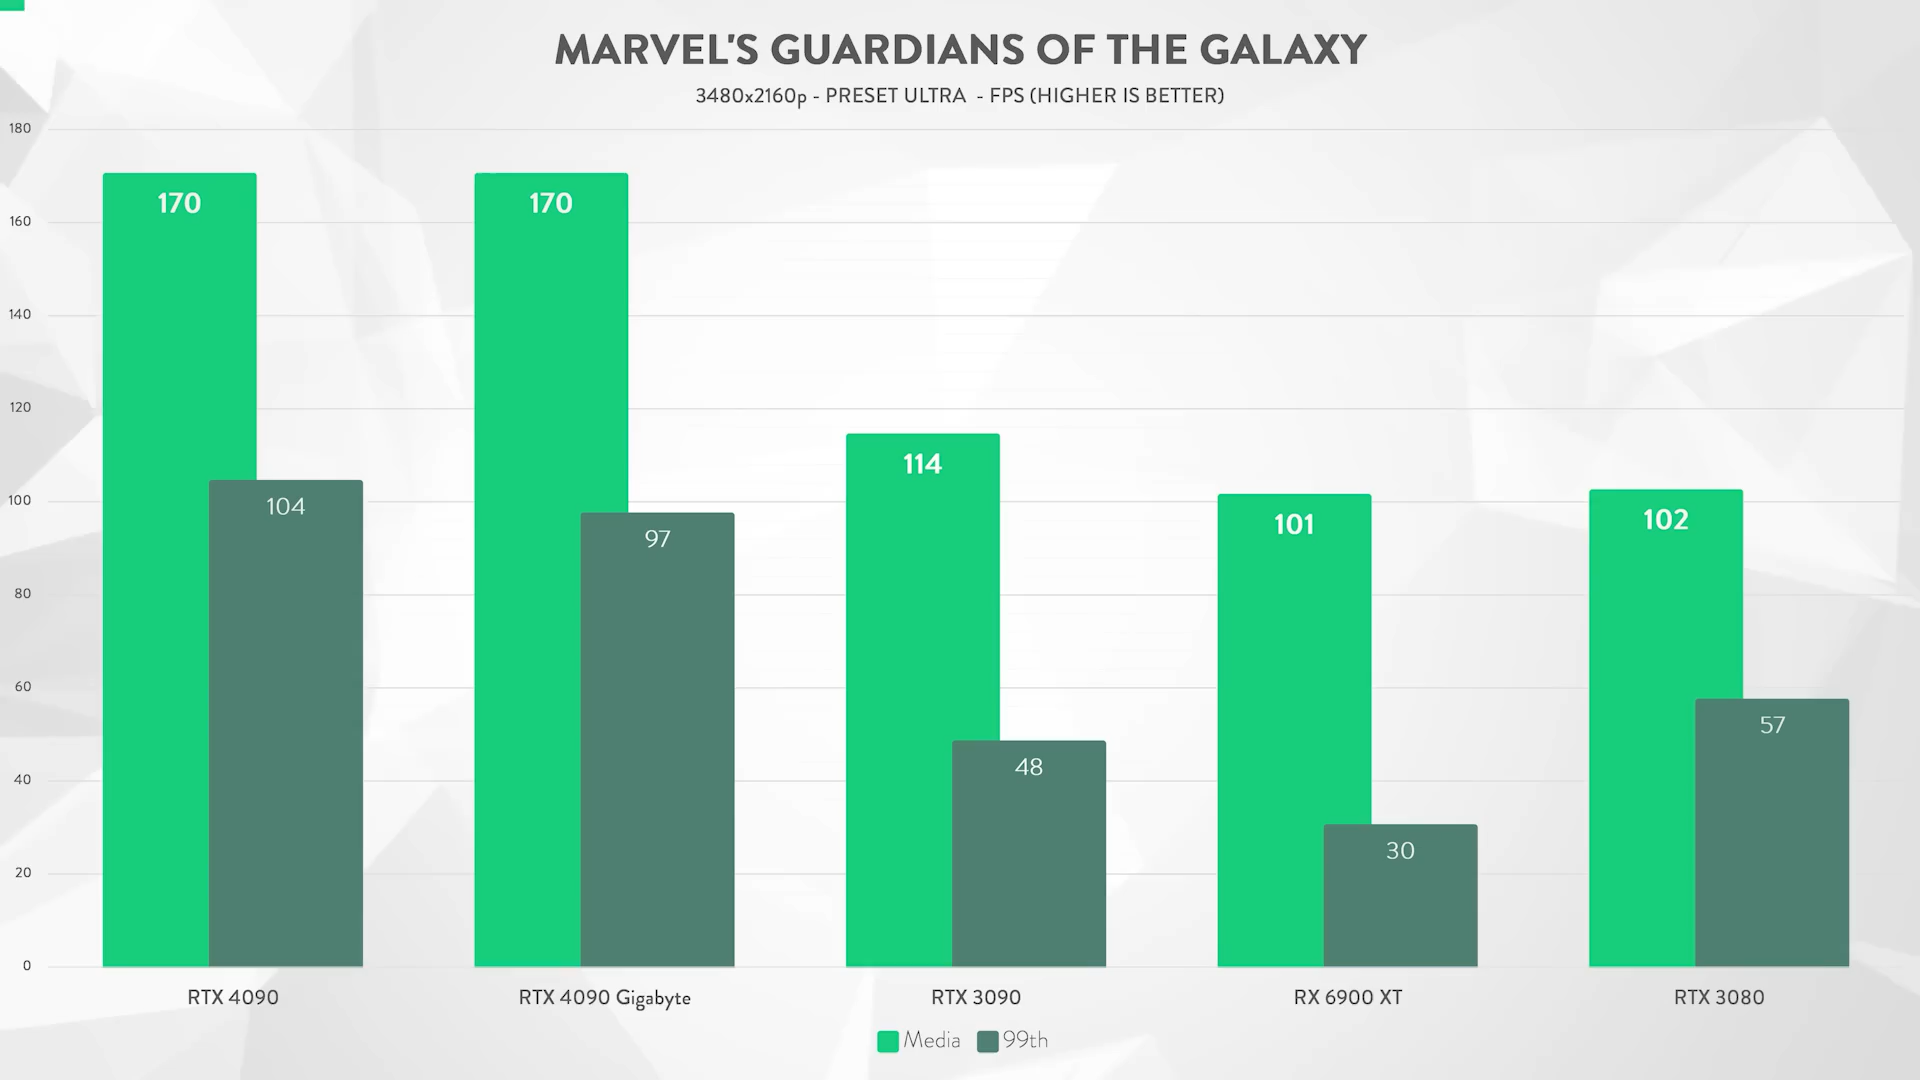 MARVEL'S GUARDIANS OF THE GALAXY
3480x2160p - PRESET ULTRA - FPS (HIGHER IS BETTER)
180
160
140
120
100
80
60
40
20
0
170
104
170
97
114
48
101
30
102
57
RTX 4090
RTX 4090 Gigabyte
RTX 3090
RX 6900 XT
RTX 3080
Media
99th